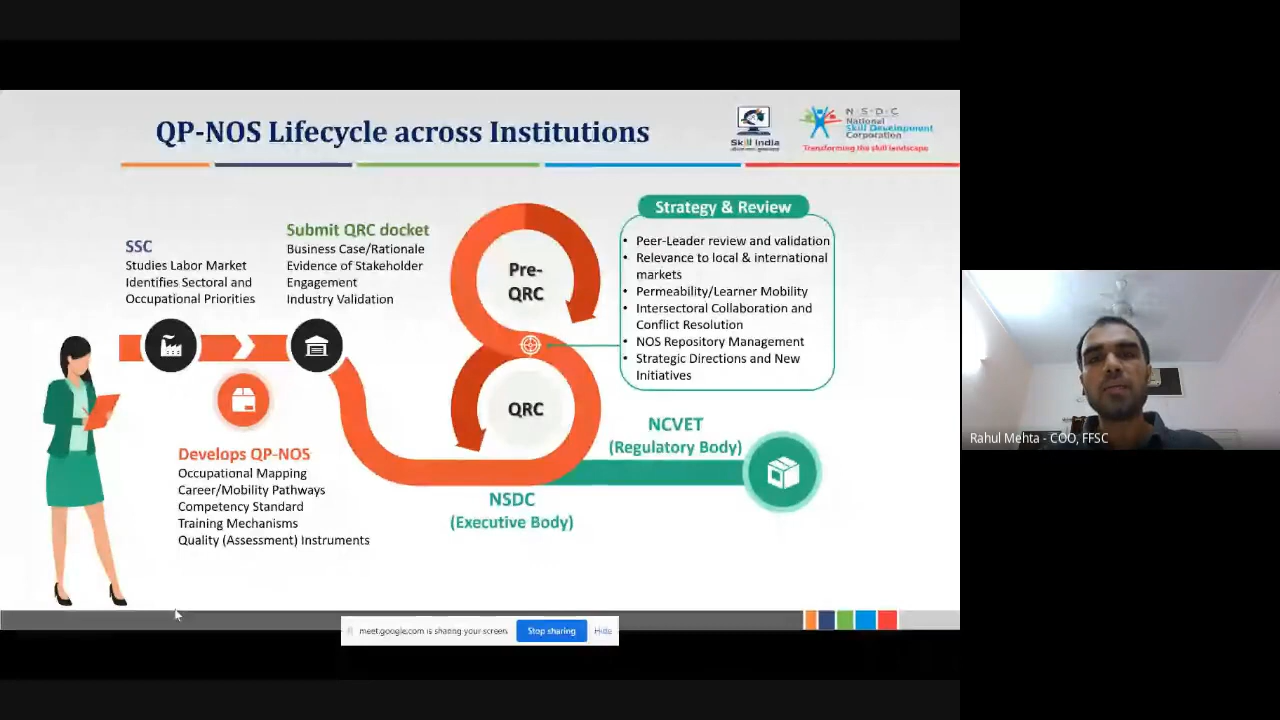 QP-NOS Lifecycle across Institutions
Skill India
N·S·D·C
National
Skill Development
Corporation
Transforming the skill landscape
SSC
Studies Labor Market
Identifies Sectoral and
Occupational Priorities
Submit QRC docket
Business Case/Rationale
Evidence of Stakeholder
Engagement
Industry Validation
Pre-
QRC
QRC
Strategy & Review
• Peer-Leader review and validation
• Relevance to local & international
markets
• Permeability/Learner Mobility
• Intersectoral Collaboration and
Conflict Resolution
• NOS Repository Management
• Strategic Directions and New
Initiatives
Develops QP-NOS
Occupational Mapping
Career/Mobility Pathways
Competency Standard
Training Mechanisms
Quality (Assessment) Instruments
NSDC
(Executive Body)
NCVET
(Regulatory Body)
meet.google.com is sharing your screen.
Stop sharing
Hide
Rahul Mehta - COO, FFSC